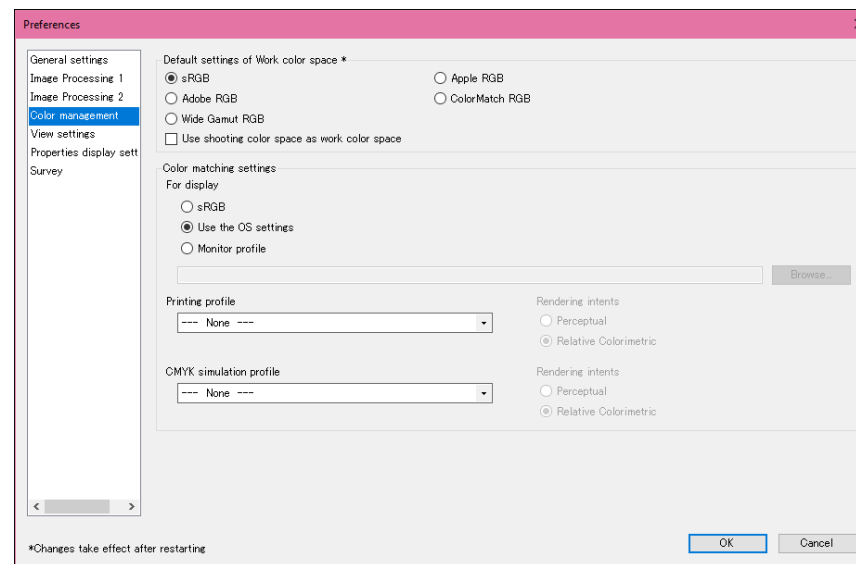 Preferences
General settings
Image Processing 1
Image Processing 2
Color management
View settings
Properties display sett
Survey
Default settings of Work color space *
sRGB
Apple RGB
Adobe RGB
ColorMatch RGB
Wide Gamut RGB
Use shooting color space as work color space
Color matching settings
For display
sRGB
Use the OS settings
Monitor profile
Browse...
Printing profile
Rendering intents
--- None ---
Perceptual
Relative Colorimetric
CMYK simulation profile
Rendering intents
--- None ---
Perceptual
Relative Colorimetric
*Changes take effect after restarting
OK
Cancel